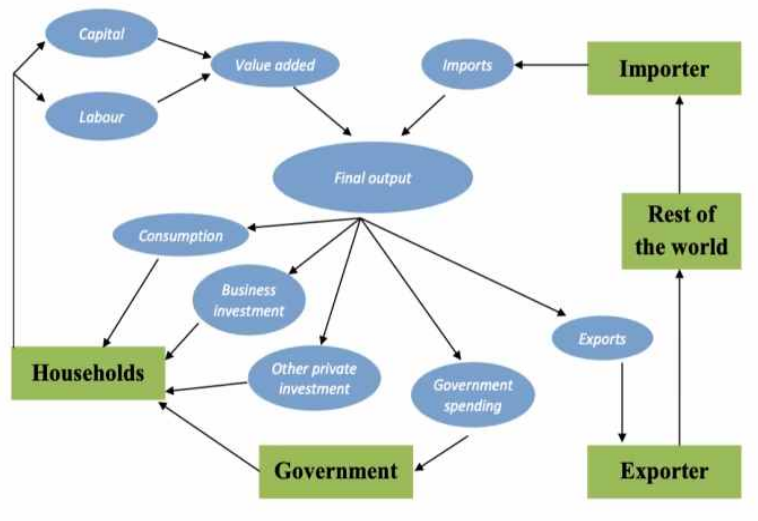 Capital
Value added
Imports
Importer
Labour
Final output
Rest of
the world
Consumption
Business
investment
Exports
Households
Other private
investment
Government
spending
Government
Exporter